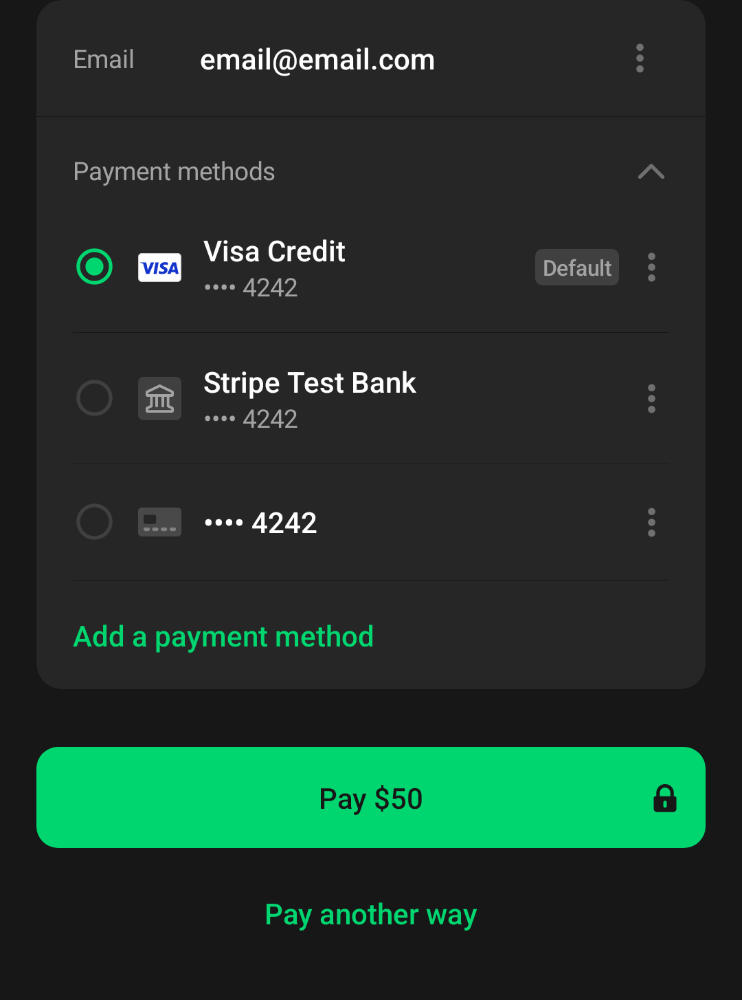 Email email@email.com
Payment methods
VISA Visa Credit
•••• 4242
Default
Stripe Test Bank
•••• 4242
•••• 4242
Add a payment method
Pay $50
Pay another way